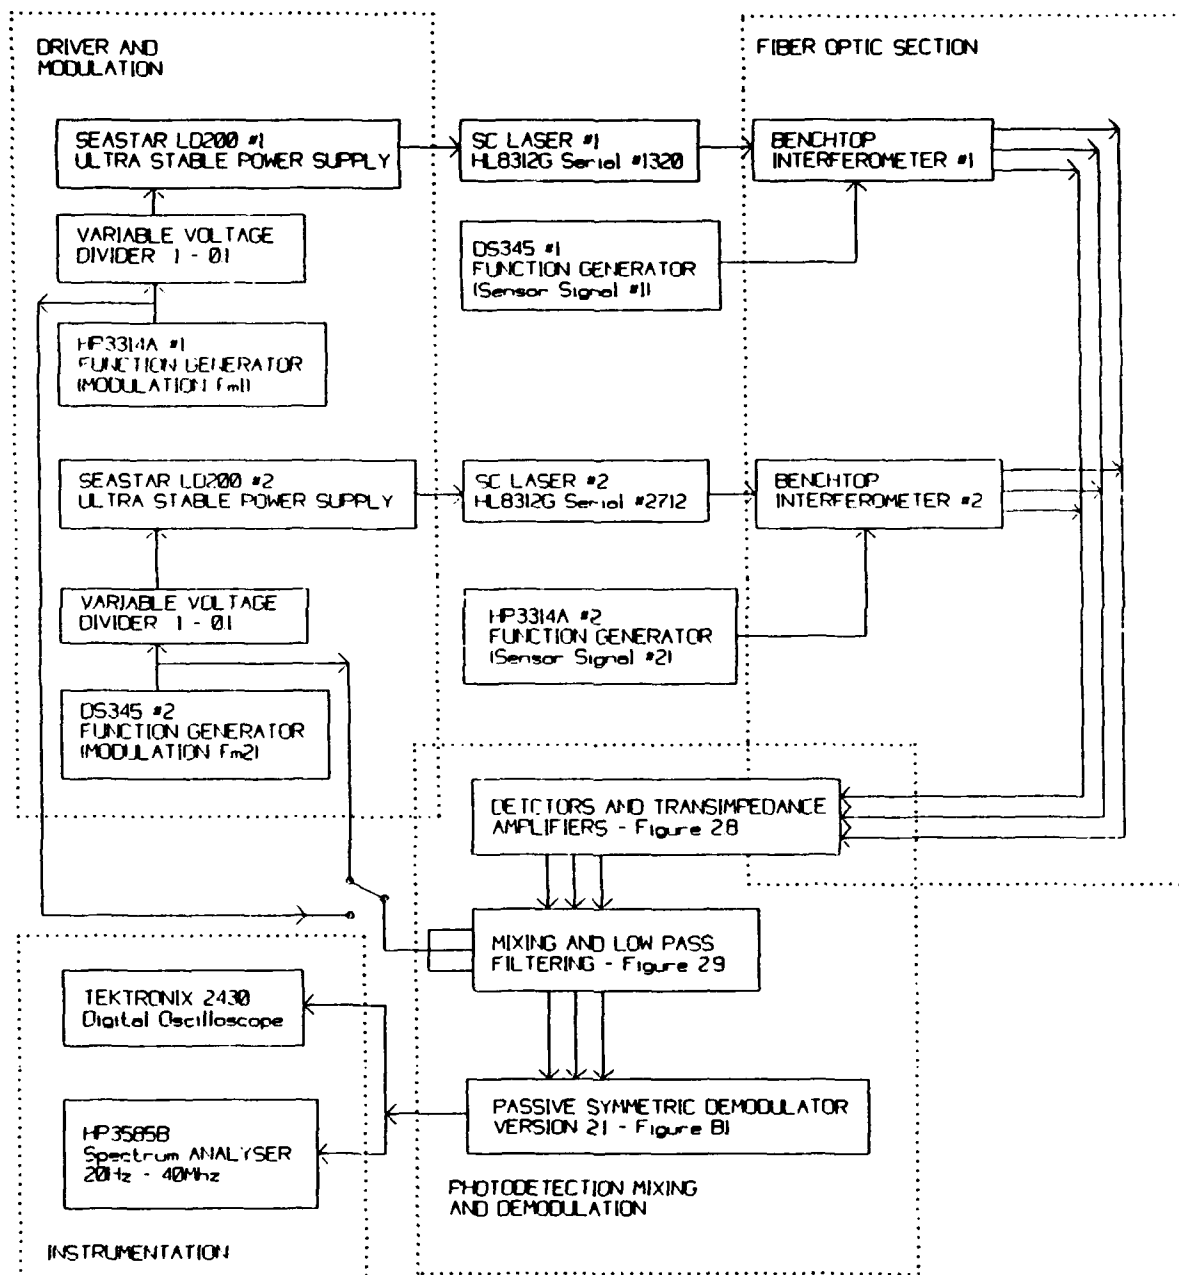 DRIVER AND
MODULATION
FIBER OPTIC SECTION
SEASTAR LD200 #1
ULTRA STABLE POWER SUPPLY
SC LASER #1
HL8312G Serial #1320
BENCHTOP
INTERFEROMETER #1
VARIABLE VOLTAGE
DIVIDER 1 - 0.1
DS345 #1
FUNCTION GENERATOR
(Sensor Signal #1)
HP3314A #1
FUNCTION GENERATOR
(MODULATION fm1)
SEASTAR LD200 #2
ULTRA STABLE POWER SUPPLY
SC LASER #2
HL8312G Serial #2712
BENCHTOP
INTERFEROMETER #2
VARIABLE VOLTAGE
DIVIDER 1 - 0.1
HP3314A #2
FUNCTION GENERATOR
(Sensor Signal #2)
DS345 #2
FUNCTION GENERATOR
(MODULATION fm2)
DETCTORS AND TRANSIMPEDANCE
AMPLIFIERS - Figure 28
MIXING AND LOW PASS
FILTERING - Figure 29
TEKTRONIX 2430
Digital Oscilloscope
PASSIVE SYMMETRIC DEMODULATOR
VERSION 21 - Figure B1
HP3585B
Spectrum ANALYSER
20Hz - 40Mhz
PHOTODETECTION MIXING
AND DEMODULATION
INSTRUMENTATION